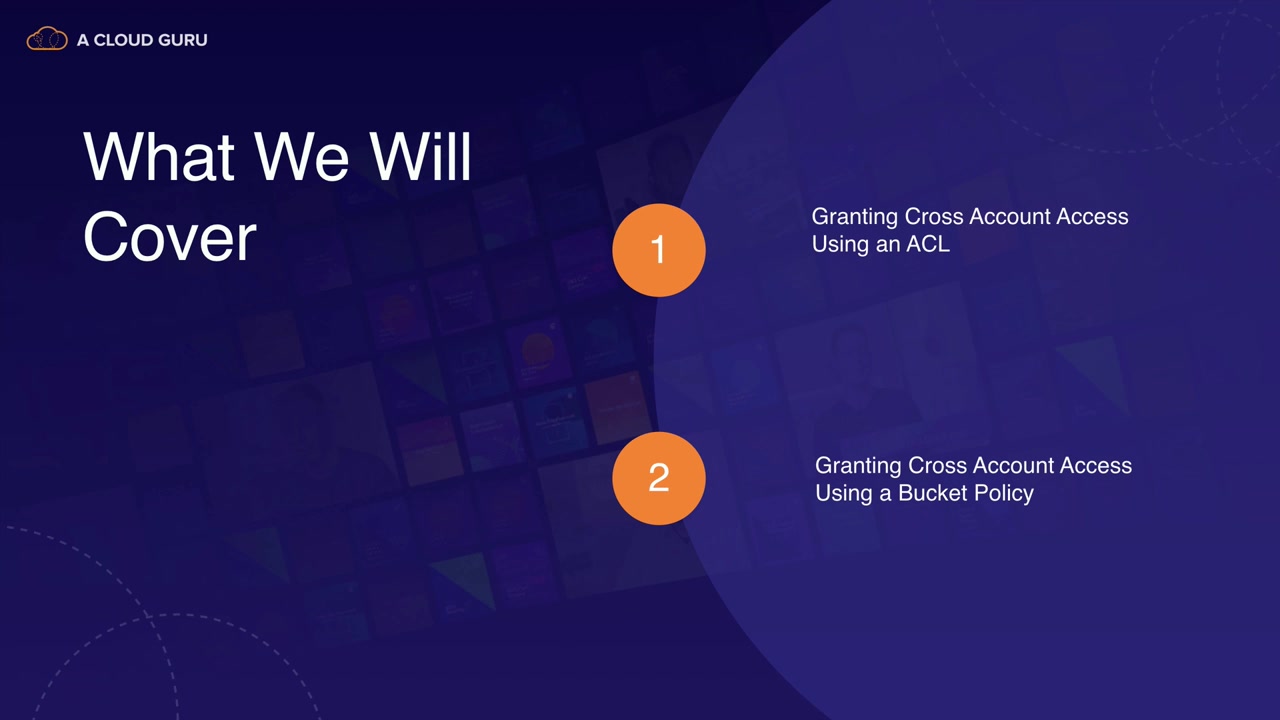 A CLOUD GURU
What We Will
Cover
1
Granting Cross Account Access
Using an ACL
2
Granting Cross Account Access
Using a Bucket Policy